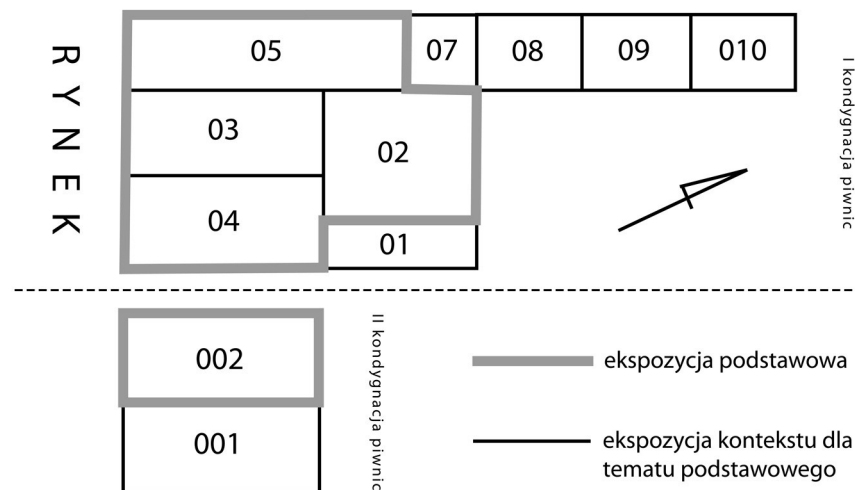 RYNEK
05
07
08
09
010
03
02
04
01
I kondygnacja piwnic
002
001
II kondygnacja piwnic
ekspozycja podstawowa
ekspozycja kontekstu dla
tematu podstawowego